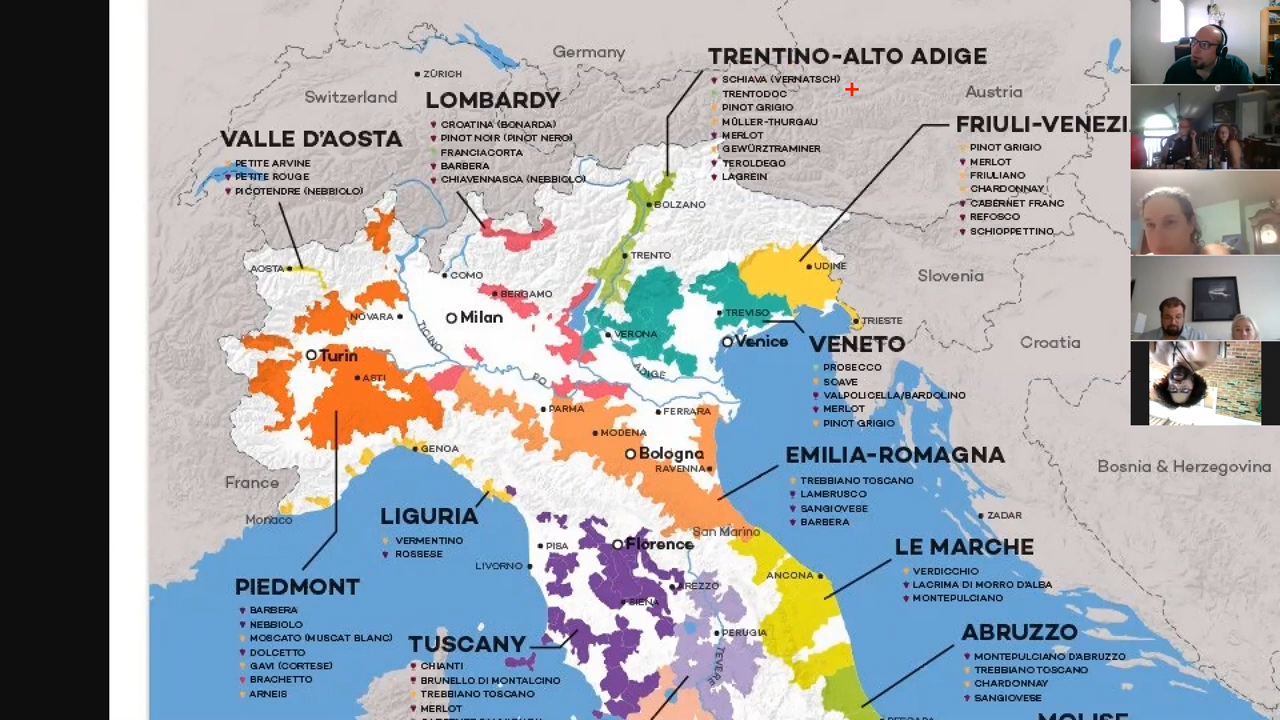 Germany
Switzerland
Austria
Slovenia
Croatia
Bosnia & Herzegovina
France
Monaco
San Marino
ZÜRICH
TRENTINO-ALTO ADIGE
SCHIAVA (VERNATSCH)
TRENTODOC
PINOT GRIGIO
MÜLLER-THURGAU
MERLOT
GEWÜRZTRAMINER
TEROLDEGO
LAGREIN
LOMBARDY
CROATINA (BONARDA)
PINOT NOIR (PINOT NERO)
FRANCIACORTA
BARBERA
CHIAVENNASCA (NEBBIOLO)
VALLE D'AOSTA
PETITE ARVINE
PETITE ROUGE
PICOTENDRE (NEBBIOLO)
FRIULI-VENEZI
PINOT GRIGIO
MERLOT
FRIULIANO
CHARDONNAY
CABERNET FRANC
REFOSCO
SCHIOPPETTINO
BOLZANO
TRENTO
UDINE
AOSTA
COMO
BERGAMO
NOVARA
Milan
TICINO
TREVISO
TRIESTE
VERONA
Venice
Turin
ASTI
ADIGE
PO
PARMA
FERRARA
MODENA
Bologna
RAVENNA
GENOA
VENETO
PROSECCO
SOAVE
VALPOLICELLA/BARDOLINO
MERLOT
PINOT GRIGIO
EMILIA-ROMAGNA
TREBBIANO TOSCANO
LAMBRUSCO
SANGIOVESE
BARBERA
LIGURIA
VERMENTINO
ROSSESE
PISA
Florence
LIVORNO
AREZZO
SIENA
ANCONA
PERUGIA
TEVERE
ZADAR
LE MARCHE
VERDICCHIO
LACRIMA DI MORRO D'ALBA
MONTEPULCIANO
PIEDMONT
BARBERA
NEBBIOLO
MOSCATO (MUSCAT BLANC)
DOLCETTO
GAVI (CORTESE)
BRACHETTO
ARNEIS
TUSCANY
CHIANTI
BRUNELLO DI MONTALCINO
TREBBIANO TOSCANO
MERLOT
ABRUZZO
MONTEPULCIANO D'ABRUZZO
TREBBIANO TOSCANO
CHARDONNAY
SANGIOVESE
MOLISE